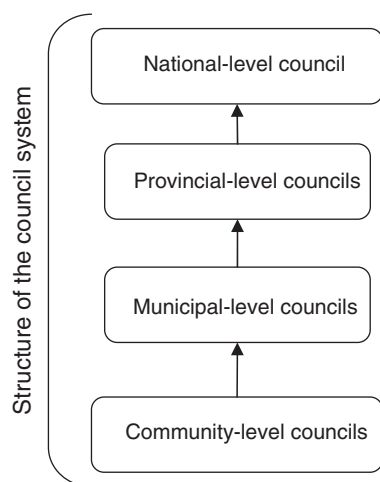 Structure of the council system
National-level council
Provincial-level councils
Municipal-level councils
Community-level councils